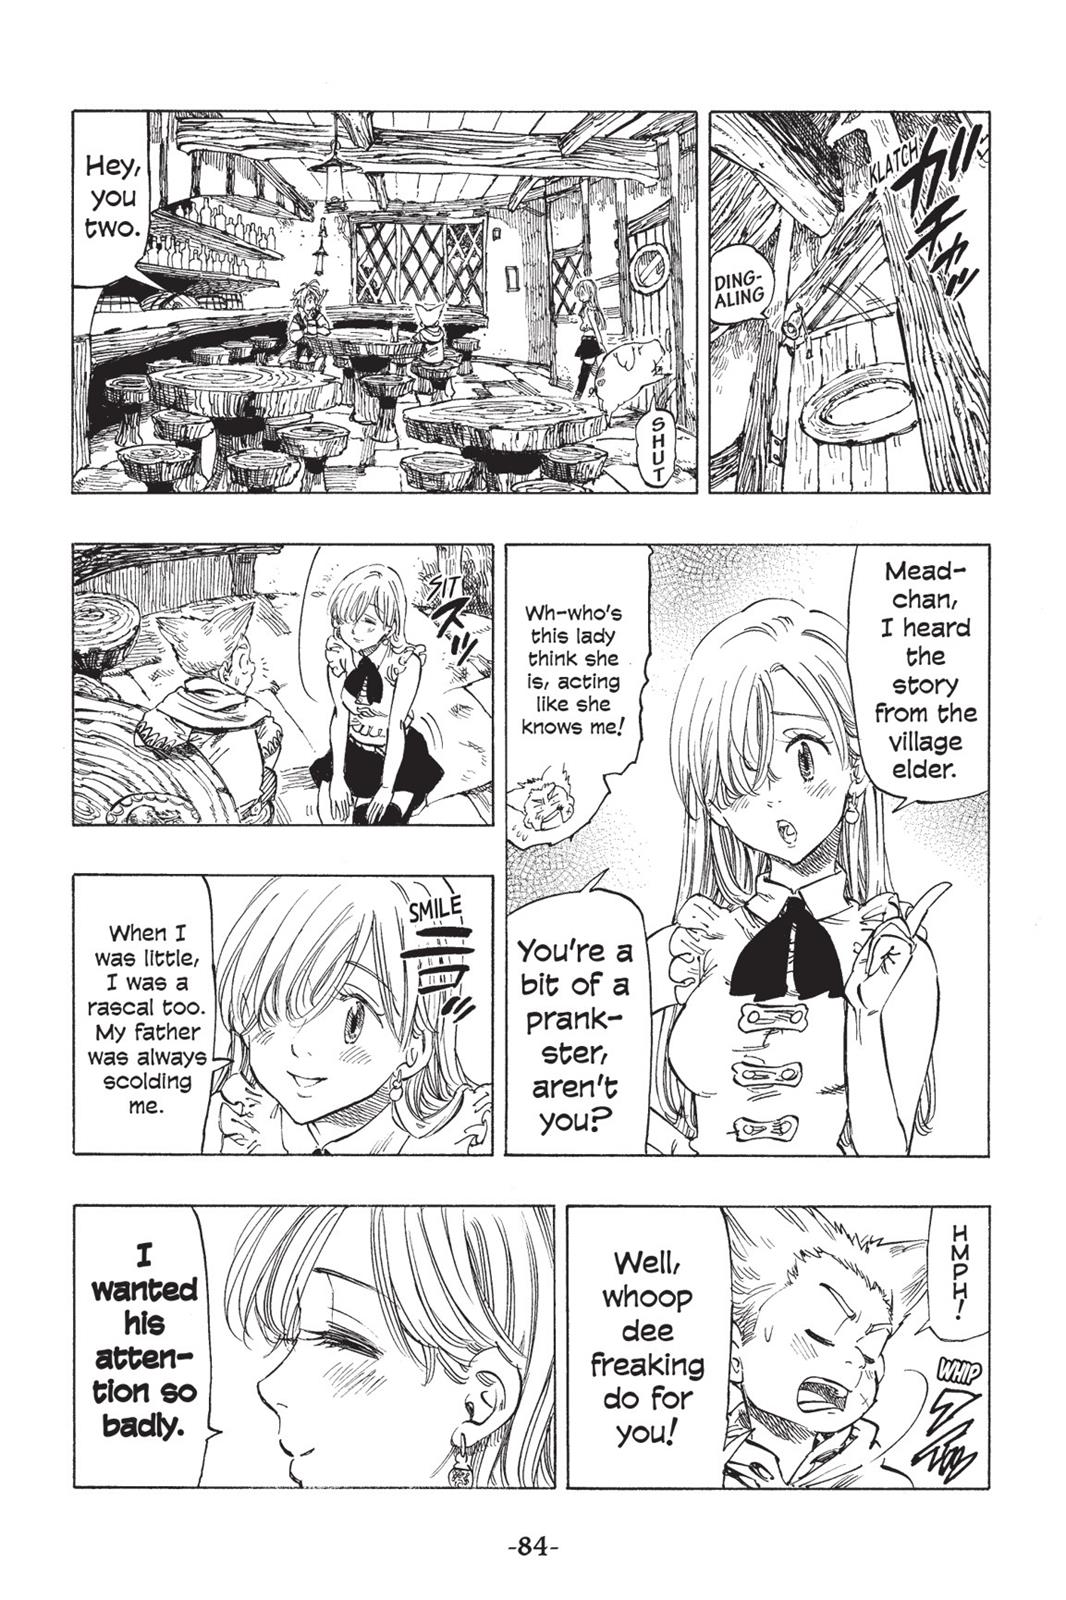 KLATCH
ガチャッ
DING-
ALING
Hey,
you
two.
SHUT
Mead-
chan,
I heard
the
story
from the
village
elder.
Wh-who's
this lady
think she
is, acting
like she
knows me!
You're a
bit of a
prank-
ster,
aren't
you?
SIT
スッ
SMILE
When I
was little,
I was a
rascal too.
My father
was always
scolding
me.
HMPH!
WHIP
Well,
whoop
dee
freaking
do for
you!
I
wanted
his
atten-
tion so
badly.
-84-